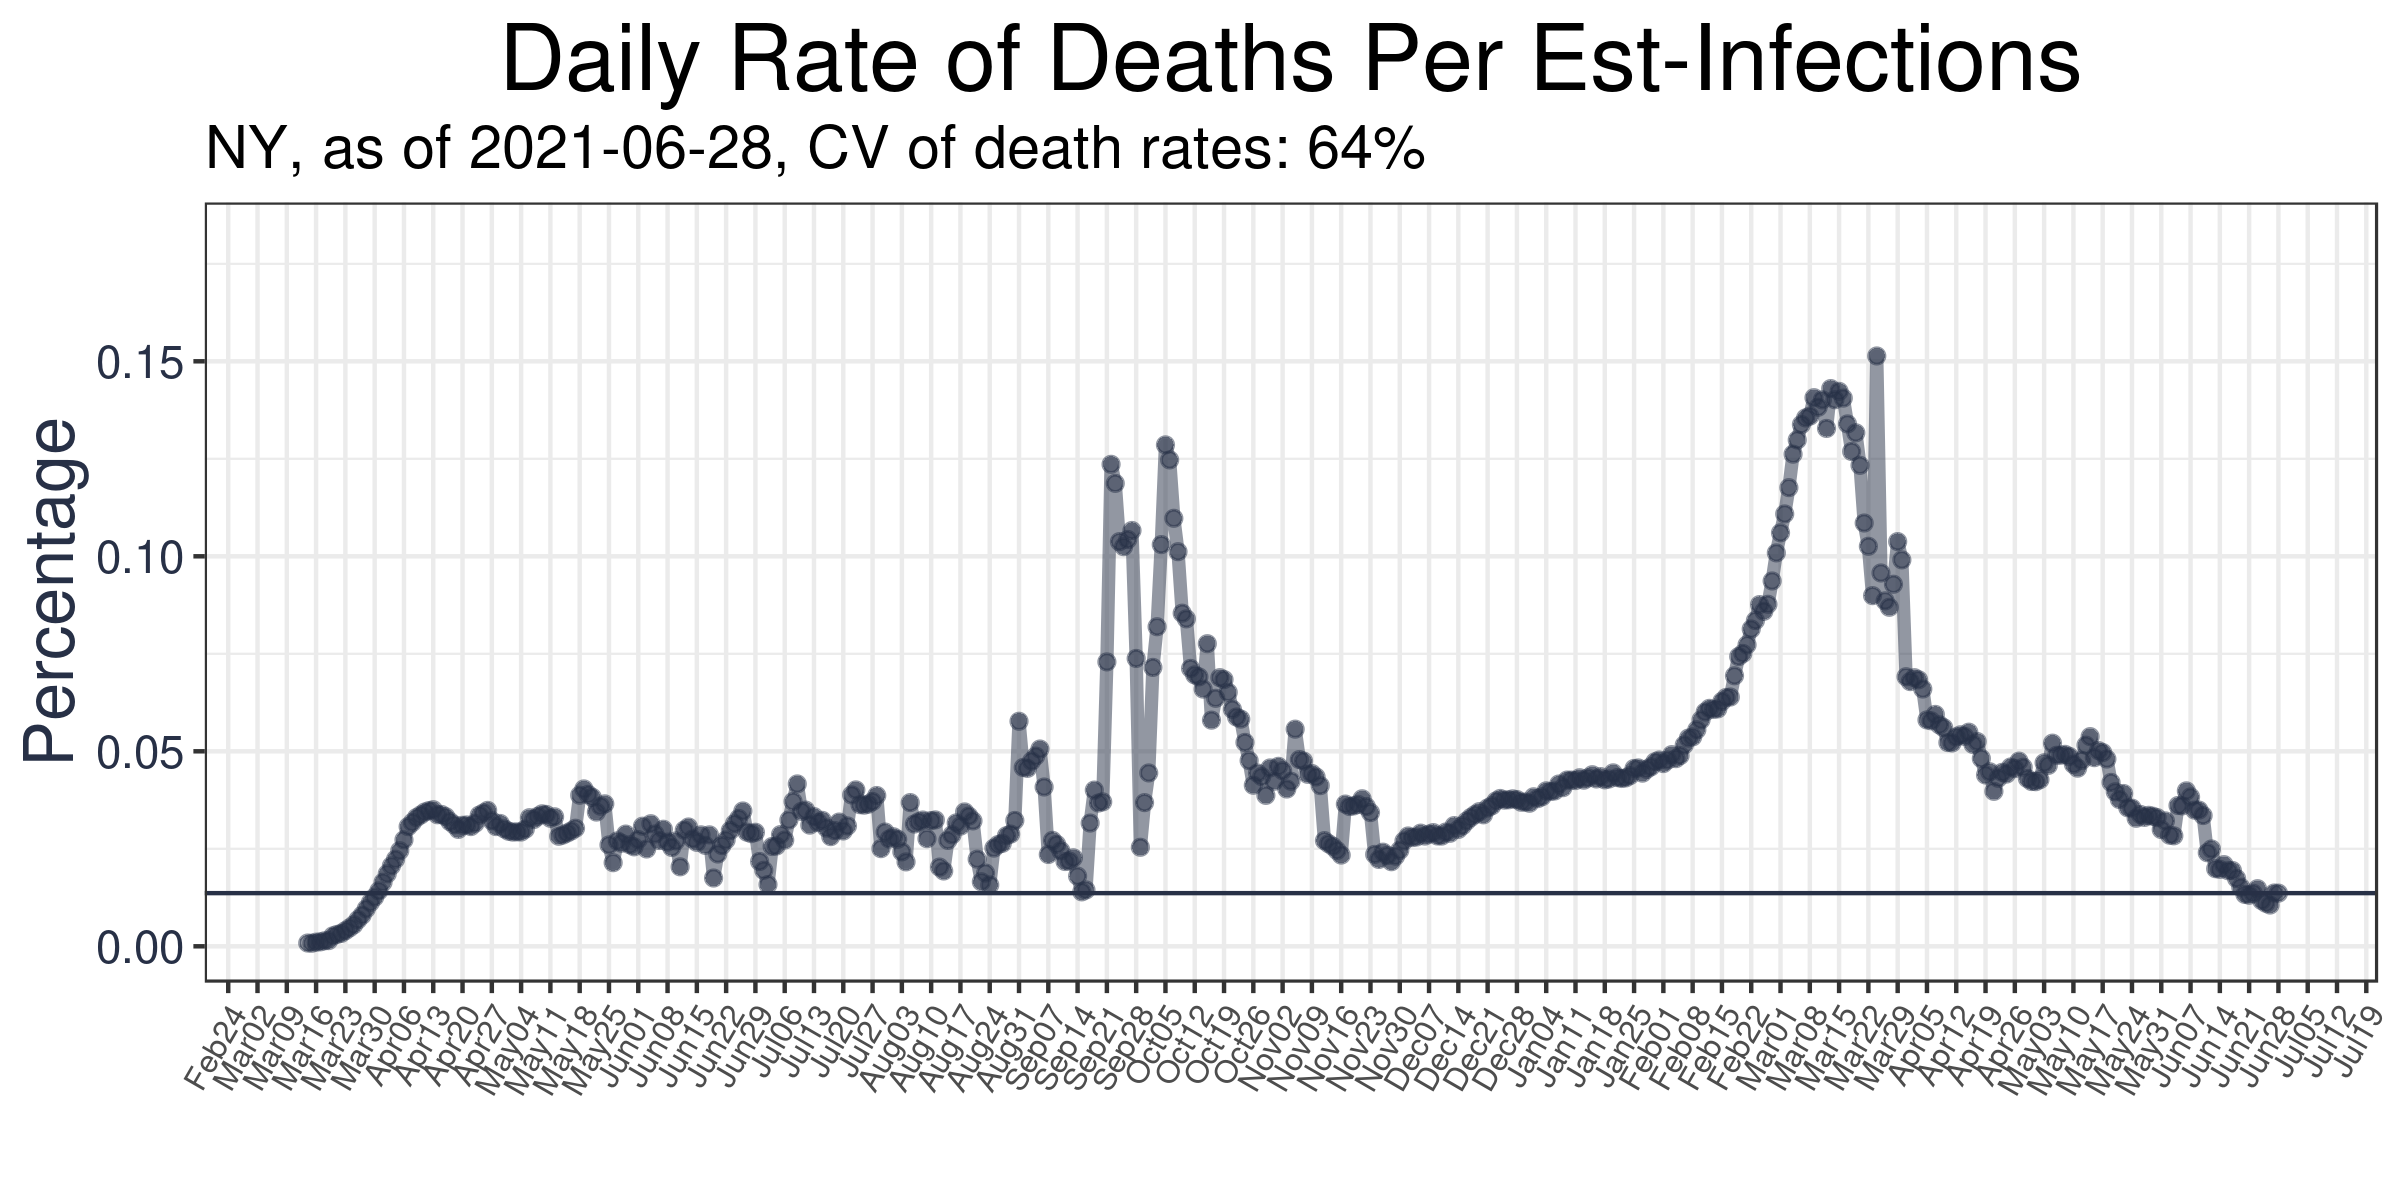 Daily Rate of Deaths Per Est-Infections
NY, as of 2021-06-28, CV of death rates: 64%
Percentage
0.15
0.10
0.05
0.00
Feb24
Mar02
Mar09
Mar16
Mar23
Mar30
Apr06
Apr13
Apr20
Apr27
May04
May11
May18
May25
Jun01
Jun08
Jun15
Jun22
Jun29
Jul06
Jul13
Jul20
Jul27
Aug03
Aug10
Aug17
Aug24
Aug31
Sep07
Sep14
Sep21
Sep28
Oct05
Oct12
Oct19
Oct26
Nov02
Nov09
Nov16
Nov23
Nov30
Dec07
Dec14
Dec21
Dec28
Jan04
Jan11
Jan18
Jan25
Feb01
Feb08
Feb15
Feb22
Mar01
Mar08
Mar15
Mar22
Mar29
Apr05
Apr12
Apr19
Apr26
May03
May10
May17
May24
May31
Jun07
Jun14
Jun21
Jun28
Jul05
Jul12
Jul19